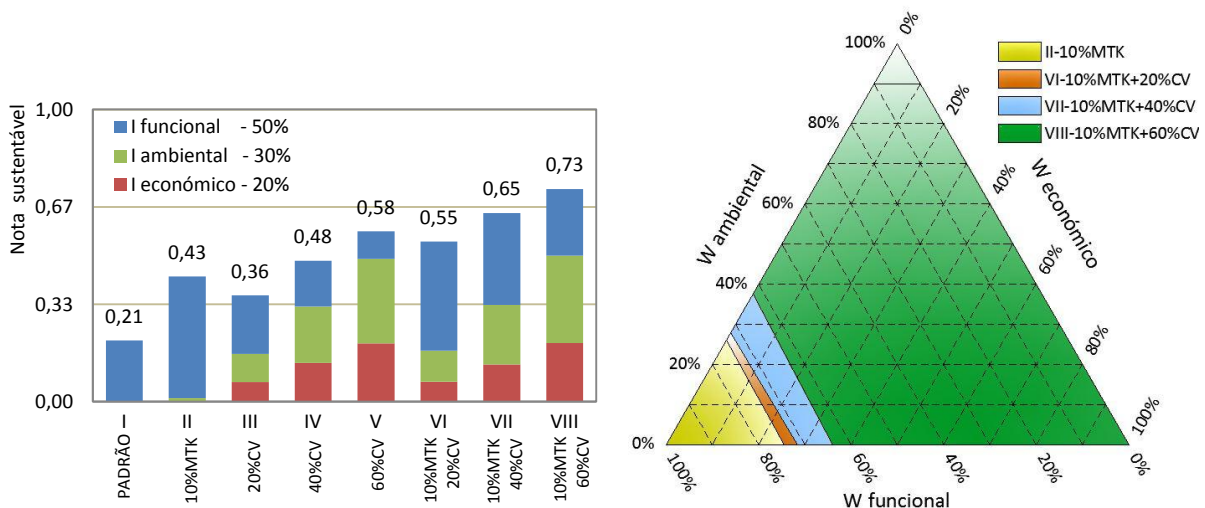 Nota sustentável
1,00
0,67
0,33
0,00
I funcional - 50%
I ambiental - 30%
I económico - 20%
0,21
0,43
0,36
0,48
0,58
0,55
0,65
0,73
I
II
III
IV
V
VI
VII
VIII
PADRÃO
10%MTK
20%CV
40%CV
60%CV
10%MTK
20%CV
10%MTK
40%CV
10%MTK
60%CV
II-10%MTK
VI-10%MTK+20%CV
VII-10%MTK+40%CV
VIII-10%MTK+60%CV
W ambiental
100%
80%
60%
40%
20%
0%
W económico
0%
20%
40%
60%
80%
100%
100%
80%
60%
40%
20%
0%
W funcional